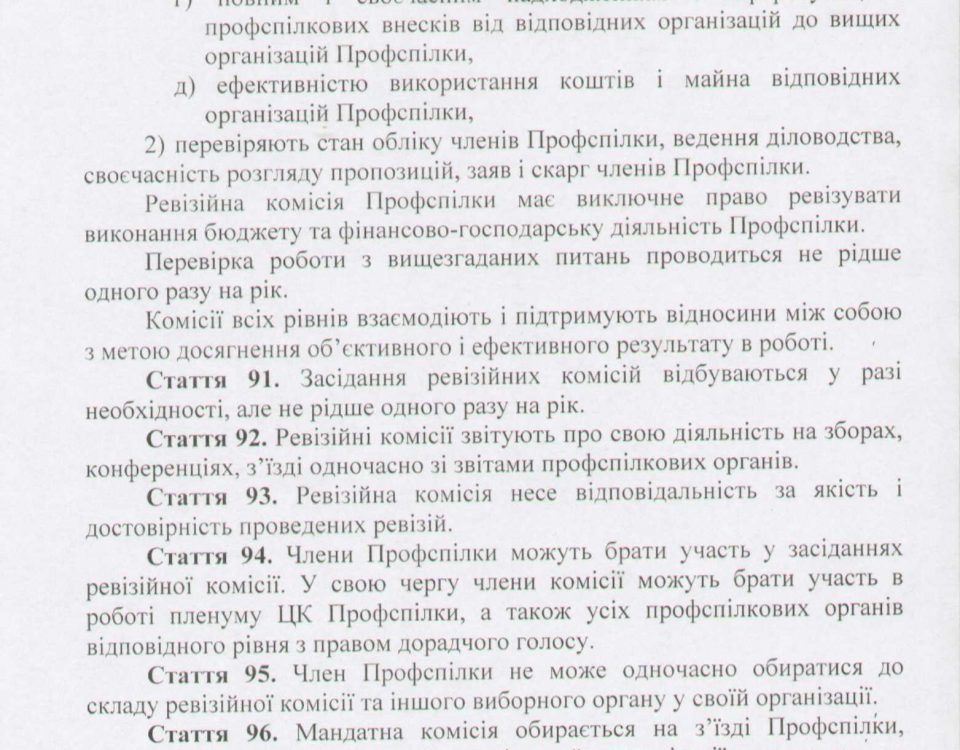 г) повним і своєчасним
профспілкових внесків від відповідних організацій до вищих
організацій Профспілки,
д) ефективністю використання коштів і майна відповідних
організацій Профспілки,
2) перевіряють стан обліку членів Профспілки, ведення діловодства,
своєчасність розгляду пропозицій, заяв і скарг членів Профспілки.
Ревізійна комісія Профспілки має виключне право ревізувати
виконання бюджету та фінансово-господарську діяльність Профспілки.
Перевірка роботи з вищезгаданих питань проводиться не рідше
одного разу на рік.
Комісії всіх рівнів взаємодіють і підтримують відносини між собою
з метою досягнення об’єктивного і ефективного результату в роботі.
Стаття 91. Засідання ревізійних комісій відбуваються у разі
необхідності, але не рідше одного разу на рік.
Стаття 92. Ревізійні комісії звітують про свою діяльність на зборах,
конференціях, з’їзді одночасно зі звітами профспілкових органів.
Стаття 93. Ревізійна комісія несе відповідальність за якість і
достовірність проведених ревізій.
Стаття 94. Члени Профспілки можуть брати участь у засіданнях
ревізійної комісії. У свою чергу члени комісії можуть брати участь в
роботі пленуму ЦК Профспілки, а також усіх профспілкових органів
відповідного рівня з правом дорадчого голосу.
Стаття 95. Член Профспілки не може одночасно обиратися до
складу ревізійної комісії та іншого виборного органу у своїй організації.
Стаття 96. Мандатна комісія обирається на з’їзді Профспілки,